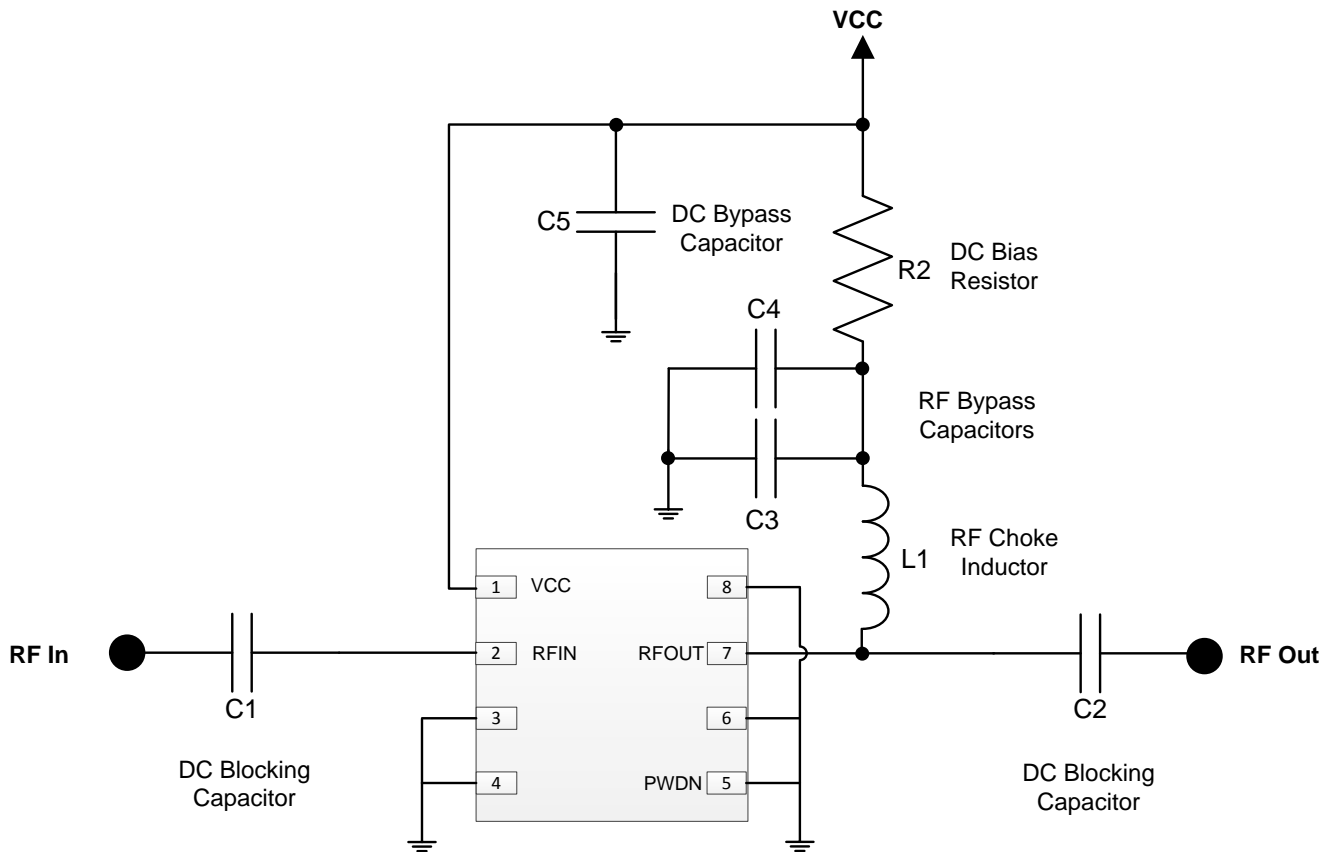 VCC
C5
DC Bypass
Capacitor
R2
DC Bias
Resistor
C4
RF Bypass
Capacitors
C3
L1
RF Choke
Inductor
1
VCC
8
RF In
2
RFIN
RFOUT
7
RF Out
C1
3
6
C2
DC Blocking
Capacitor
4
PWDN
5
DC Blocking
Capacitor